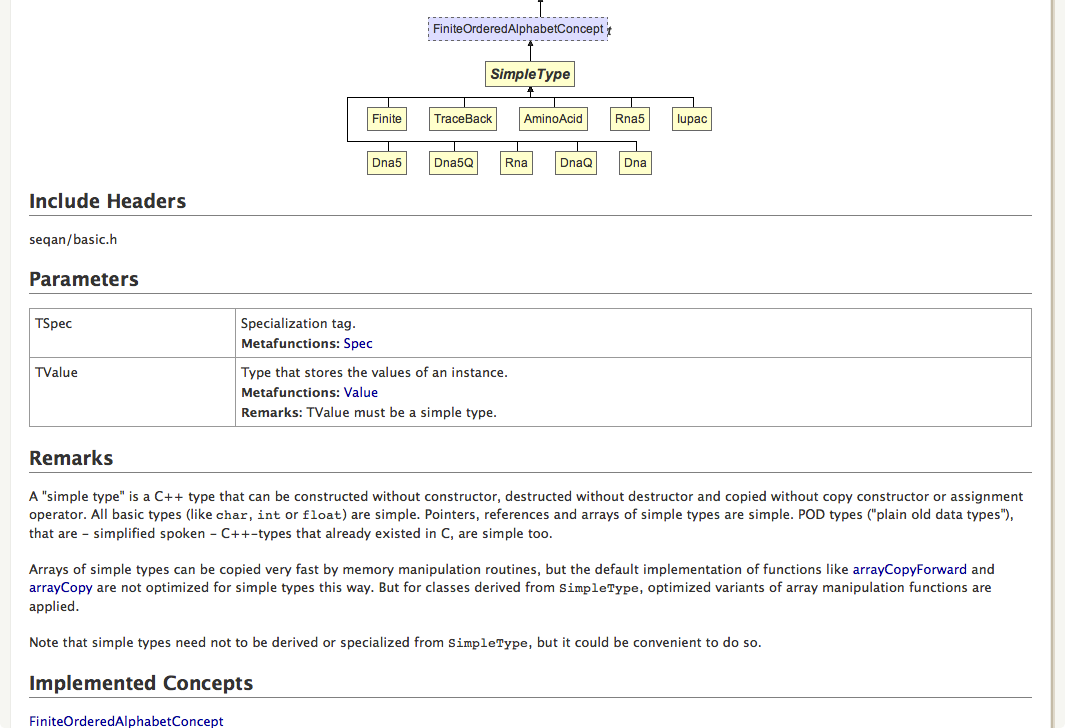 FiniteOrderedAlphabetConcept
SimpleType
Finite TraceBack AminoAcid Rna5 Iupac
Dna5 Dna5Q Rna DnaQ Dna
Include Headers
seqan/basic.h
Parameters
TSpec Specialization tag.
Metafunctions: Spec
TValue Type that stores the values of an instance.
Metafunctions: Value
Remarks: TValue must be a simple type.
Remarks
A "simple type" is a C++ type that can be constructed without constructor, destructed without destructor and copied without copy constructor or assignment
operator. All basic types (like char, int or float) are simple. Pointers, references and arrays of simple types are simple. POD types ("plain old data types"),
that are - simplified spoken - C++-types that already existed in C, are simple too.
Arrays of simple types can be copied very fast by memory manipulation routines, but the default implementation of functions like arrayCopyForward and
arrayCopy are not optimized for simple types this way. But for classes derived from SimpleType, optimized variants of array manipulation functions are
applied.
Note that simple types need not to be derived or specialized from SimpleType, but it could be convenient to do so.
Implemented Concepts
FiniteOrderedAlphabetConcept